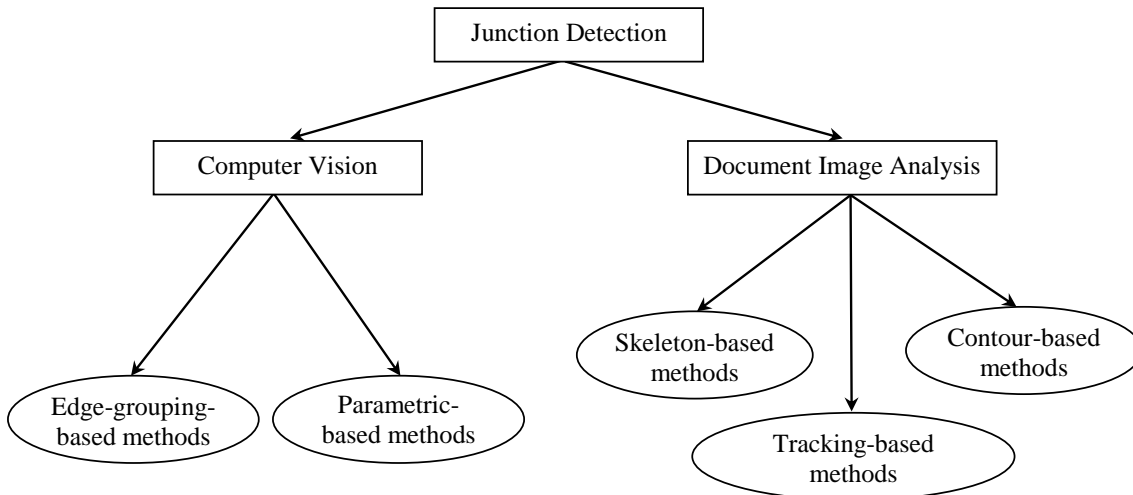 Junction Detection
Computer Vision
Document Image Analysis
Edge-grouping-
based methods
Parametric-
based methods
Skeleton-based
methods
Tracking-based
methods
Contour-based
methods